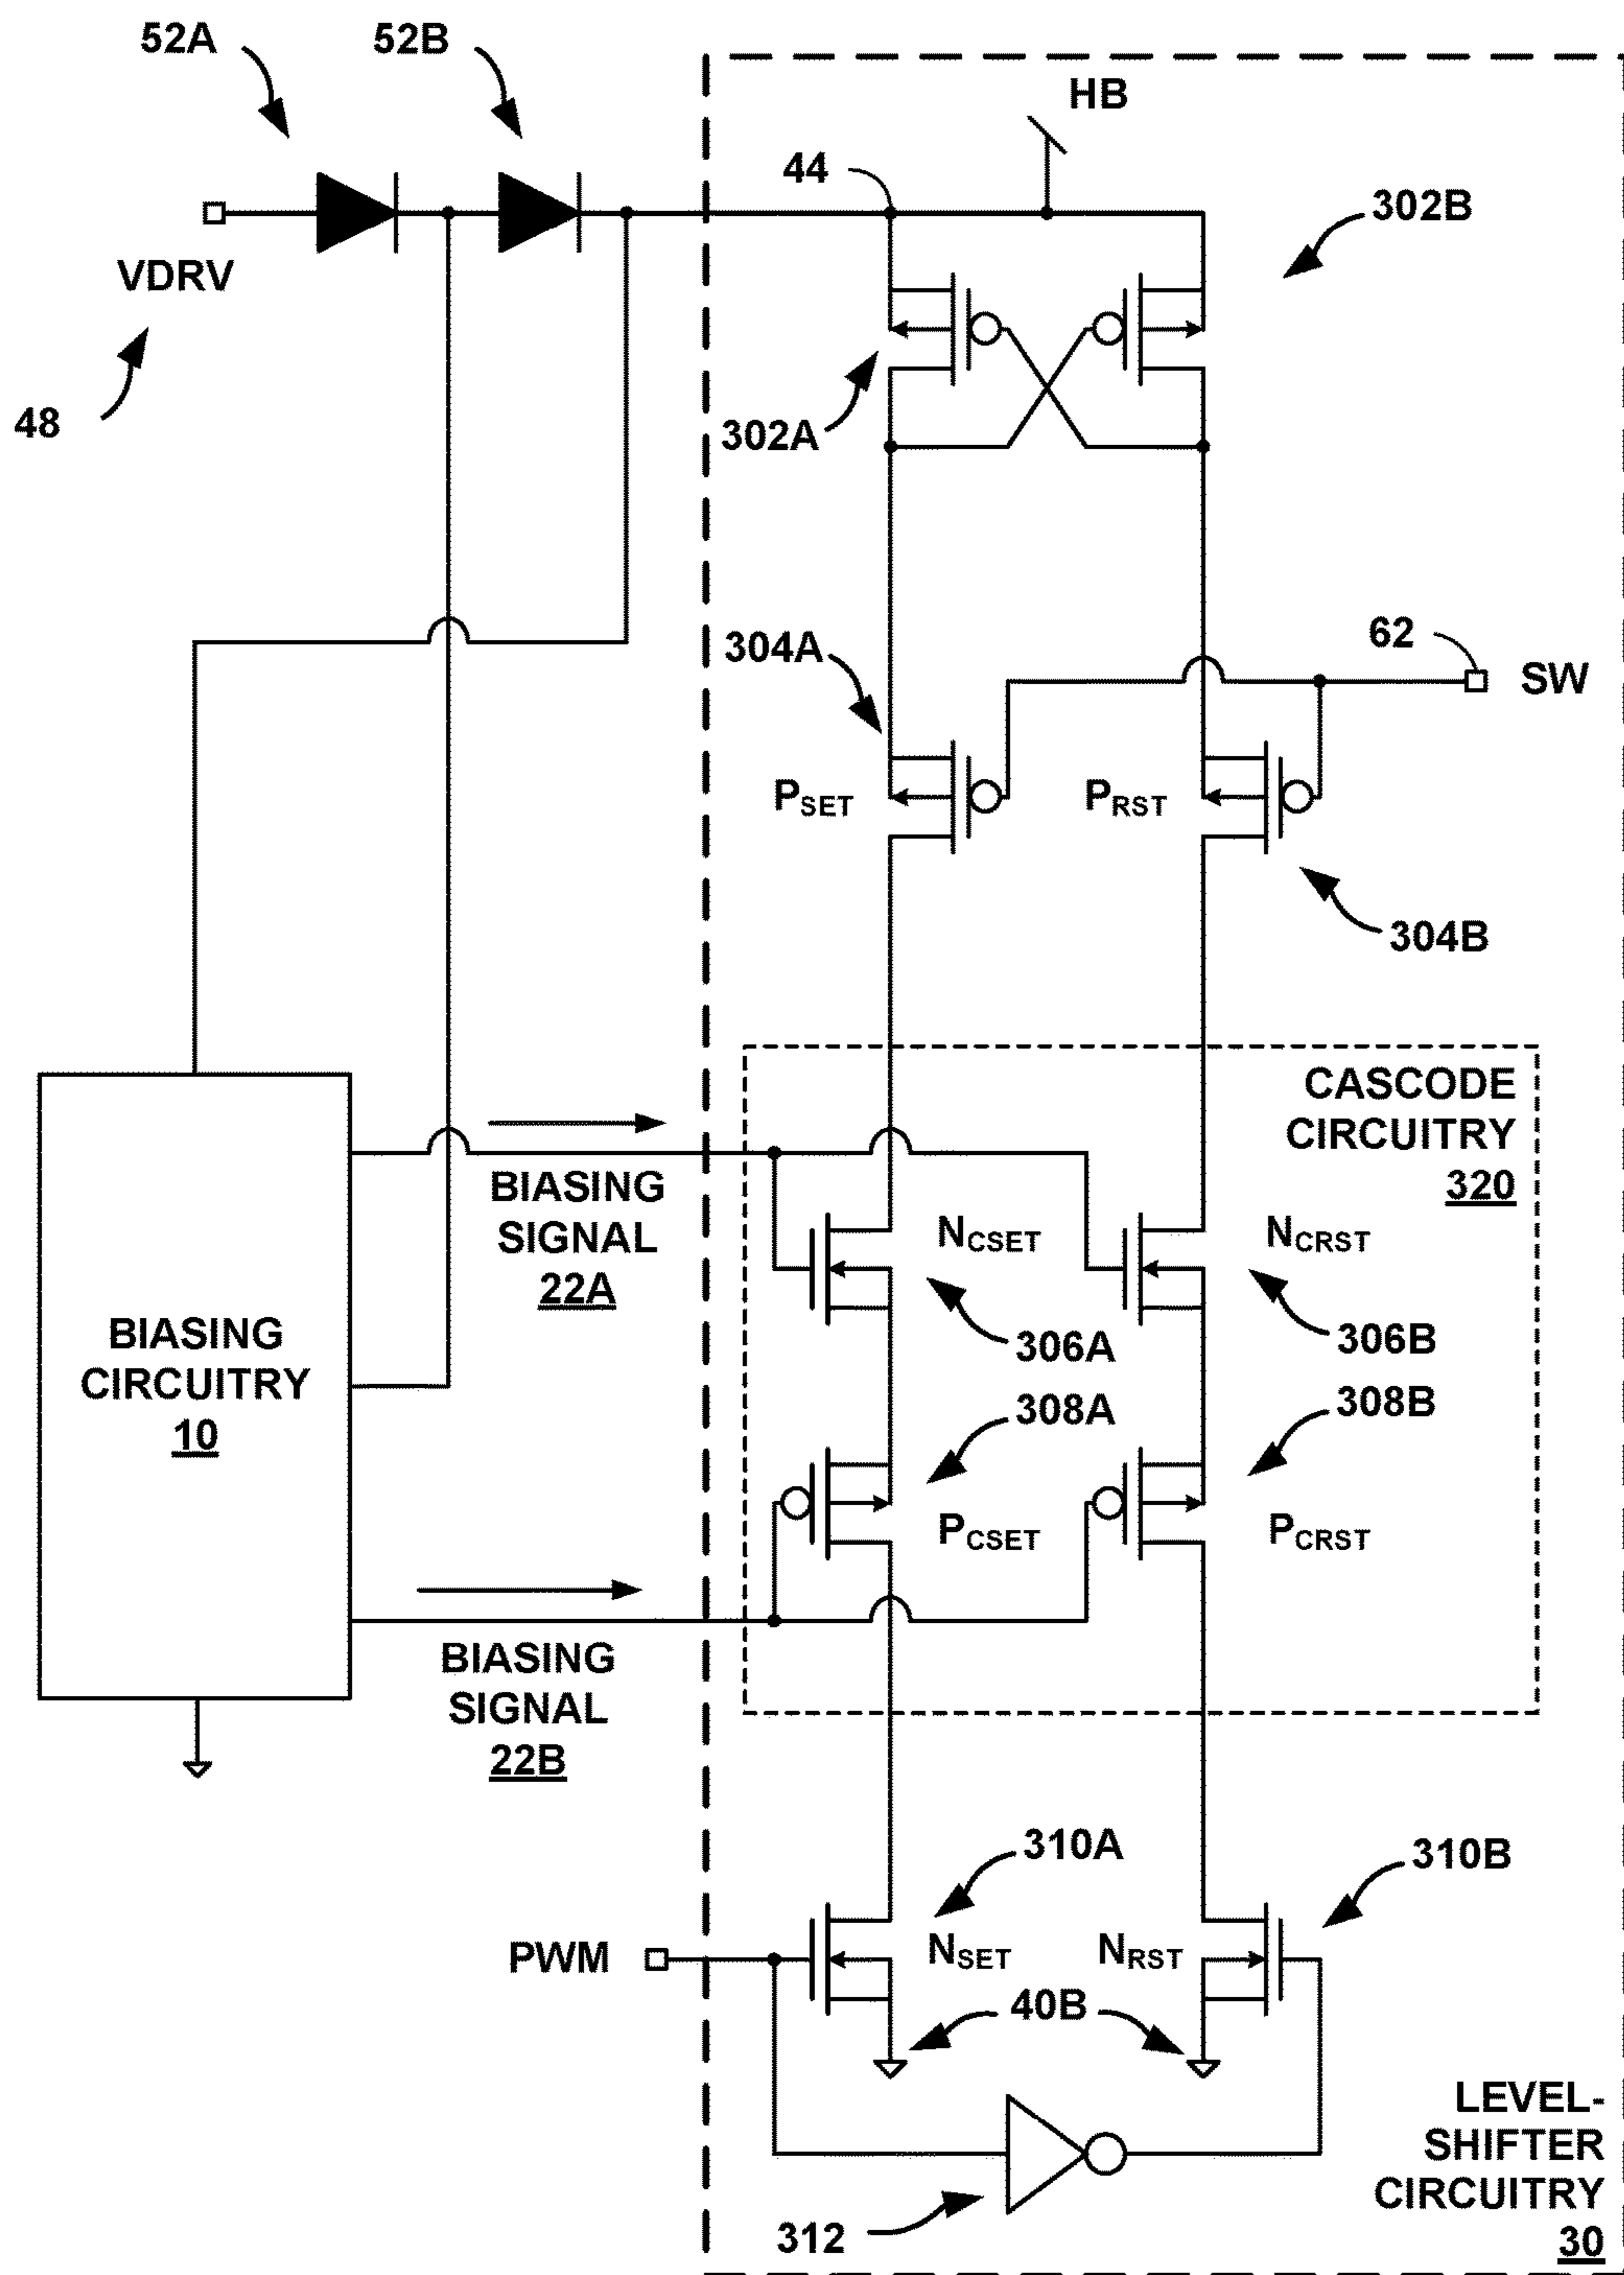 52A
52B
HB
44
302B
VDRV
48
302A
304A
62
SW
PSET
PRST
304B
CASCODE
CIRCUITRY
320
BIASING
SIGNAL
22A
NCSET
NCRST
306A
306B
BIASING
CIRCUITRY
10
308A
308B
PCSET
PCRST
BIASING
SIGNAL
22B
310A
310B
PWM
NSET
NRST
40B
312
LEVEL-
SHIFTER
CIRCUITRY
30